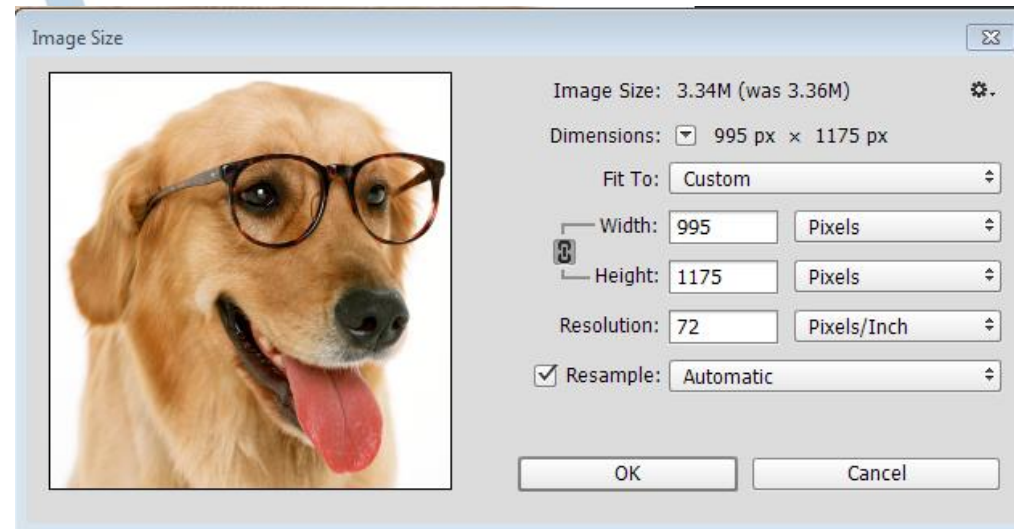 Image Size
Image Size: 3.34M (was 3.36M)
Dimensions: 995 px × 1175 px
Fit To: Custom
Width: 995 Pixels
Height: 1175 Pixels
Resolution: 72 Pixels/Inch
Resample: Automatic
OK Cancel